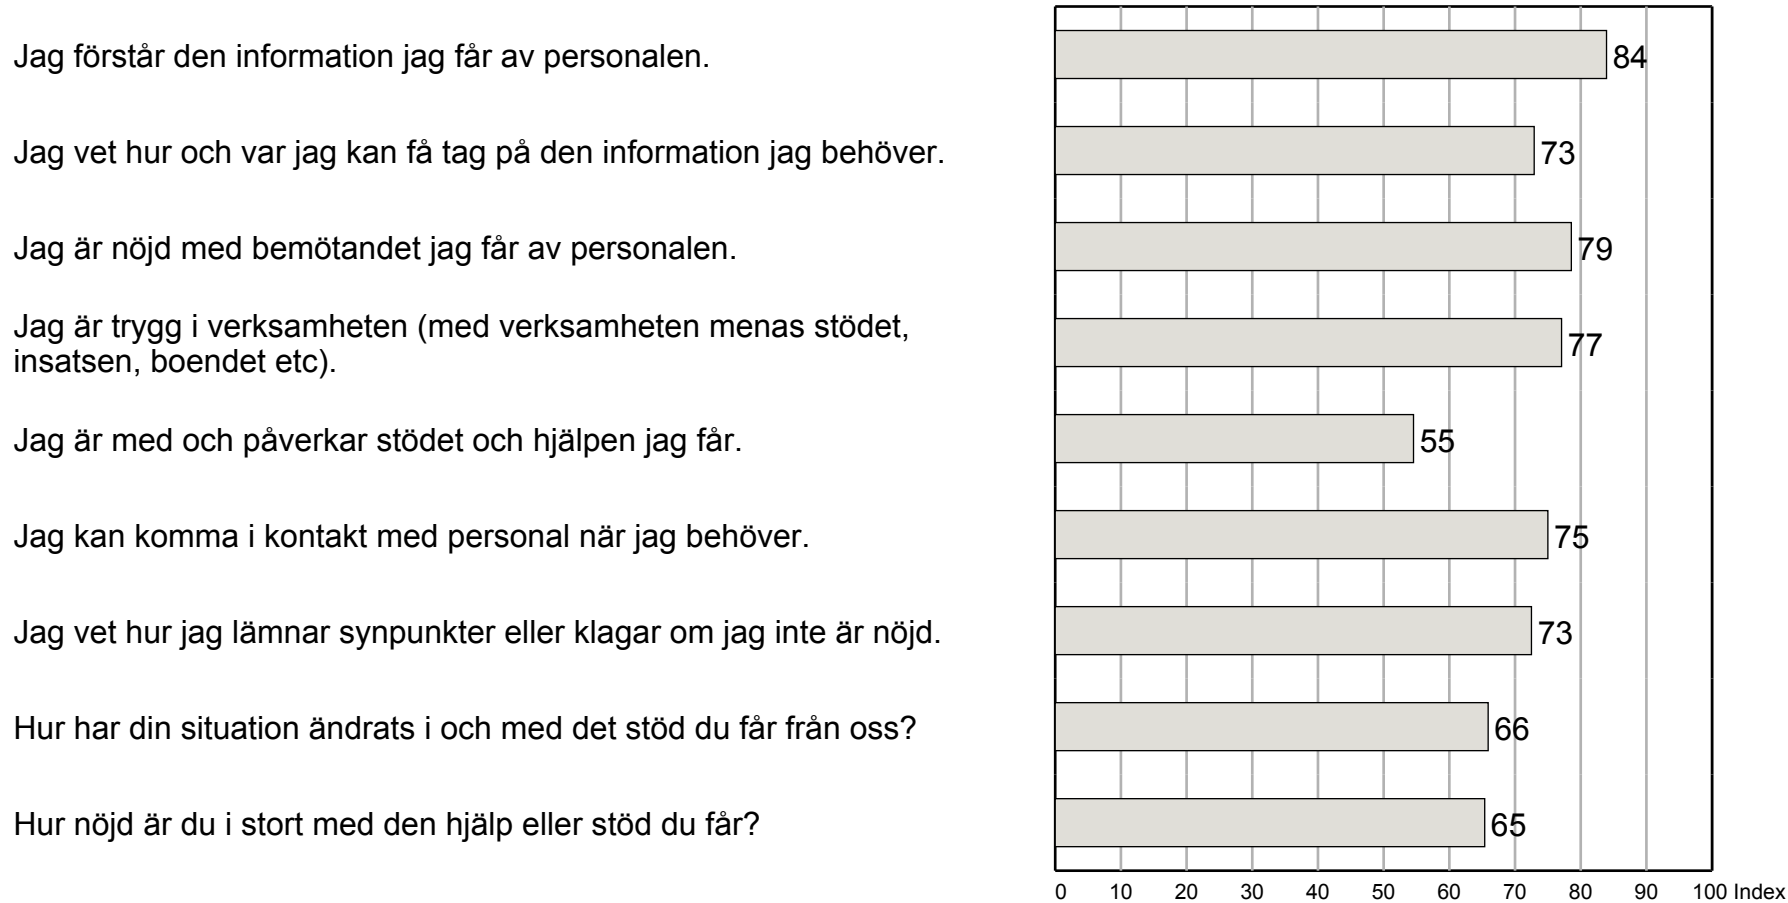 Jag förstår den information jag får av personalen.
84
Jag vet hur och var jag kan få tag på den information jag behöver.
73
Jag är nöjd med bemötandet jag får av personalen.
79
Jag är trygg i verksamheten (med verksamheten menas stödet,
insatsen, boendet etc).
77
Jag är med och påverkar stödet och hjälpen jag får.
55
Jag kan komma i kontakt med personal när jag behöver.
75
Jag vet hur jag lämnar synpunkter eller klagar om jag inte är nöjd.
73
Hur har din situation ändrats i och med det stöd du får från oss?
66
Hur nöjd är du i stort med den hjälp eller stöd du får?
65
0 10 20 30 40 50 60 70 80 90 100 Index